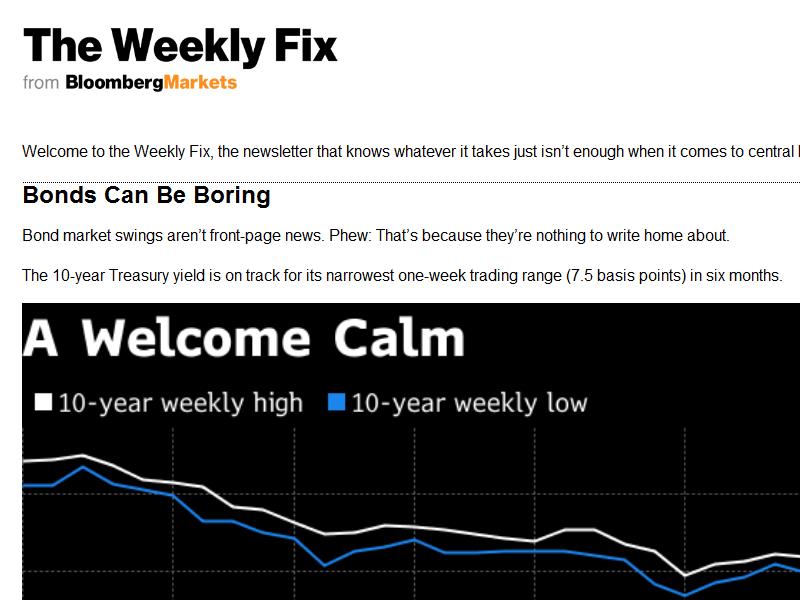 The Weekly Fix
from BloombergMarkets
Welcome to the Weekly Fix, the newsletter that knows whatever it takes just isn’t enough when it comes to central
Bonds Can Be Boring
Bond market swings aren’t front-page news. Phew: That’s because they’re nothing to write home about.
The 10-year Treasury yield is on track for its narrowest one-week trading range (7.5 basis points) in six months.
A Welcome Calm
10-year weekly high 10-year weekly low